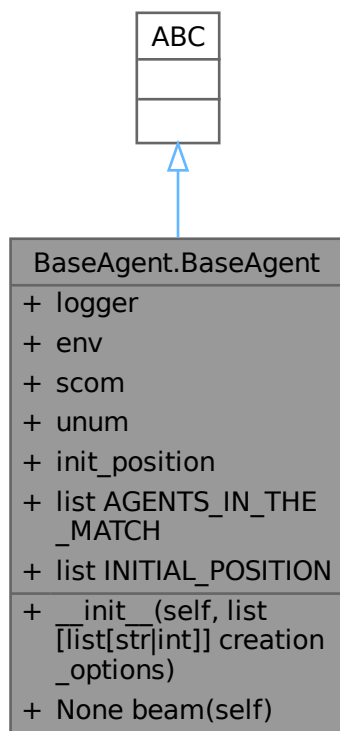 ABC
BaseAgent.BaseAgent
+ logger
+ env
+ scom
+ unum
+ init_position
+ list AGENTS_IN_THE
_MATCH
+ list INITIAL_POSITION
+ __init__(self, list
[list[str|int]] creation
_options)
+ None beam(self)